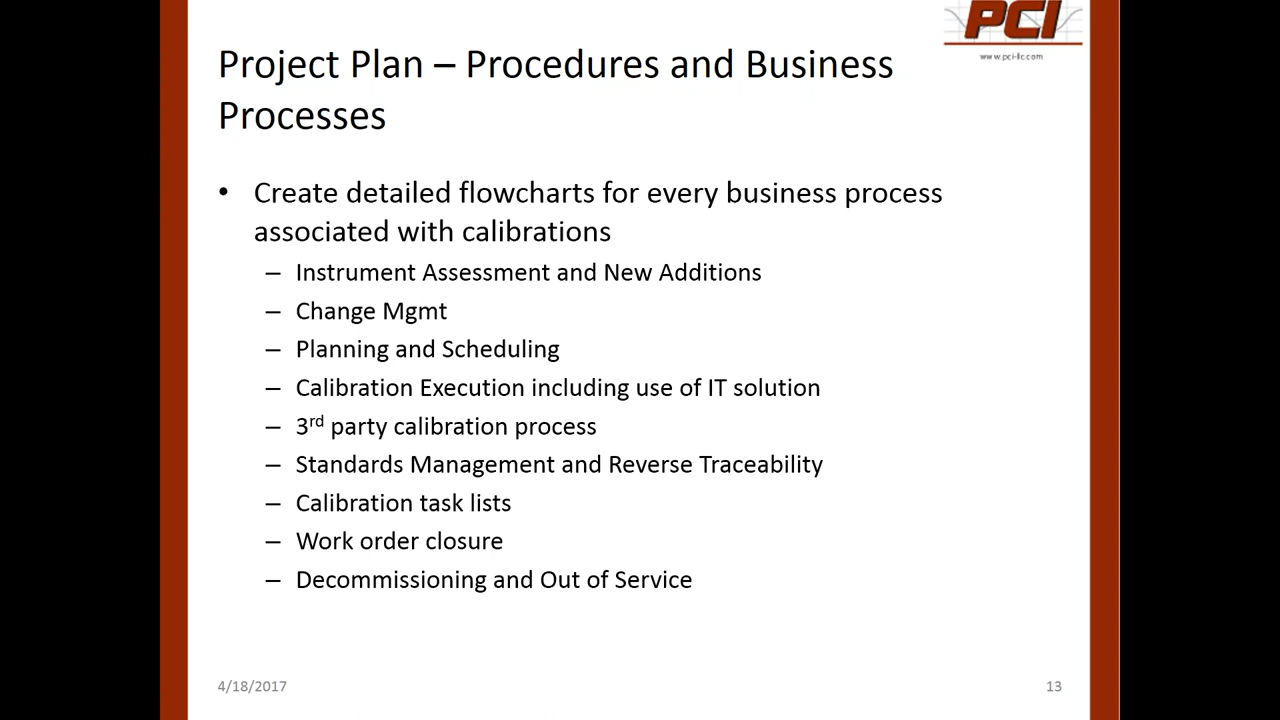 PCI
www.pci-llc.com
Project Plan – Procedures and Business
Processes
• Create detailed flowcharts for every business process
associated with calibrations
– Instrument Assessment and New Additions
– Change Mgmt
– Planning and Scheduling
– Calibration Execution including use of IT solution
– 3rd party calibration process
– Standards Management and Reverse Traceability
– Calibration task lists
– Work order closure
– Decommissioning and Out of Service
4/18/2017
13